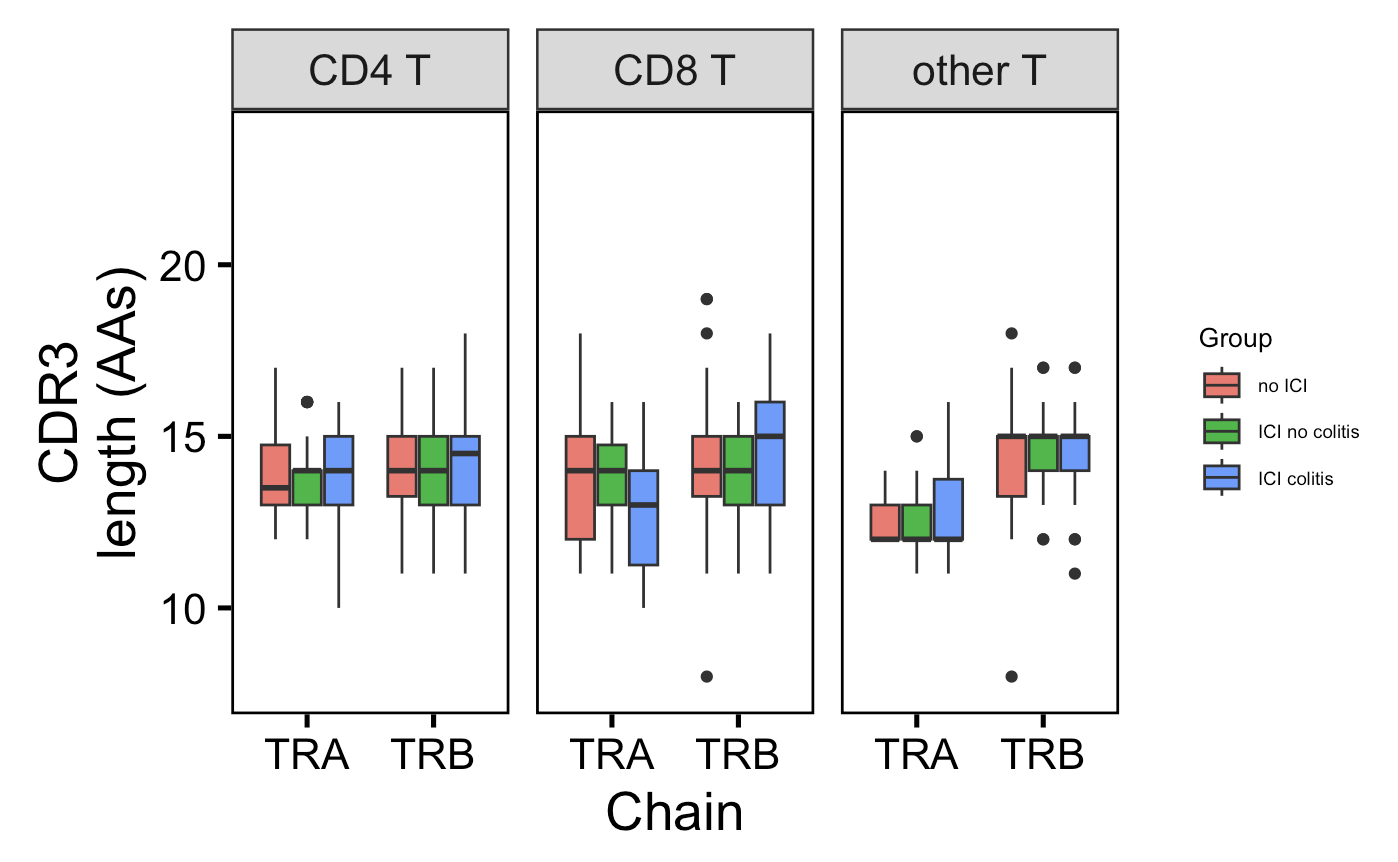 CD4 T
CD8 T
other T
CDR3
length (AAs)
20
15
10
TRA
TRB
TRA
TRB
TRA
TRB
Chain
Group
no ICI
ICI no colitis
ICI colitis